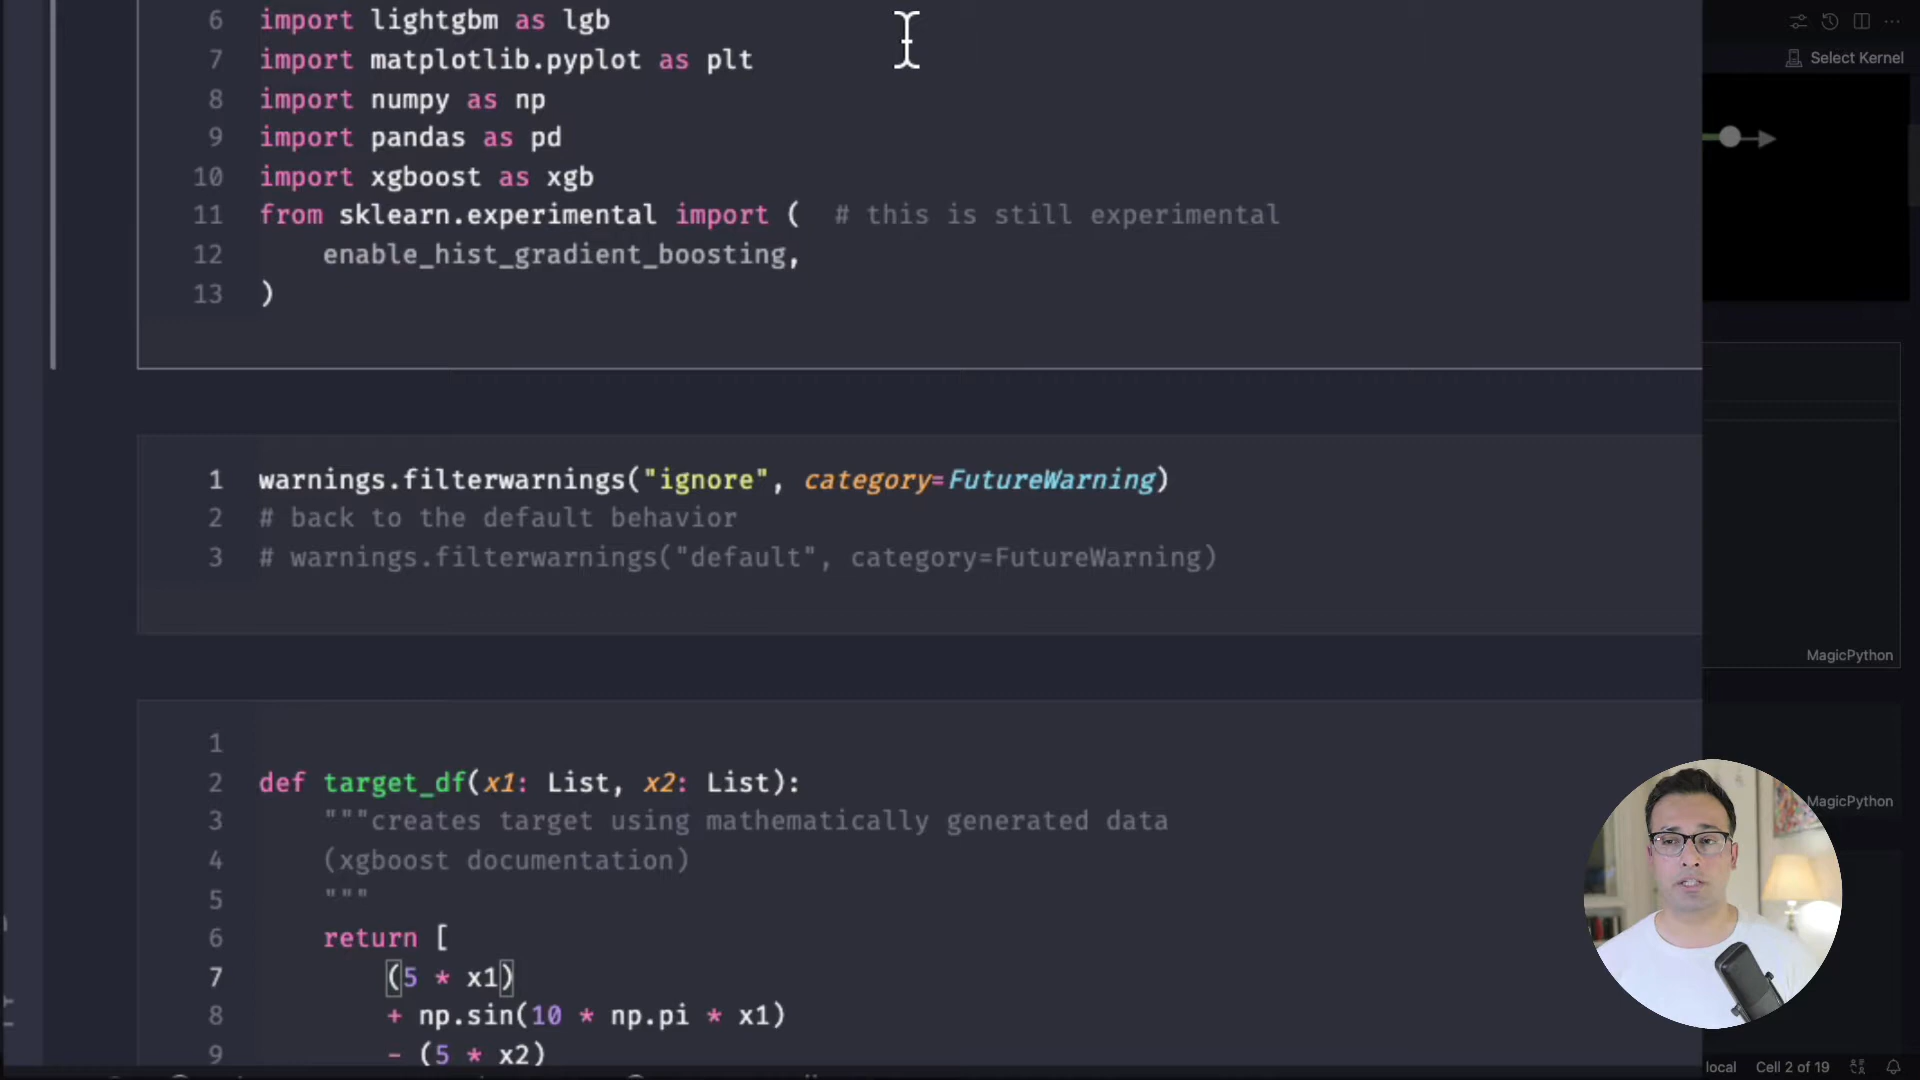 6 import lightgbm as lgb
7 import matplotlib.pyplot as plt
8 import numpy as np
9 import pandas as pd
10 import xgboost as xgb
11 from sklearn.experimental import (  # this is still experimental
12     enable_hist_gradient_boosting,
13 )
1 warnings.filterwarnings("ignore", category=FutureWarning)
2 # back to the default behavior
3 # warnings.filterwarnings("default", category=FutureWarning)
1
2 def target_df(x1: List, x2: List):
3     """creates target using mathematically generated data
4     (xgboost documentation)
5     """
6     return [
7         (5 * x1)
8         + np.sin(10 * np.pi * x1)
9         - (5 * x2)
Select Kernel
MagicPython
MagicPython
local Cell 2 of 19